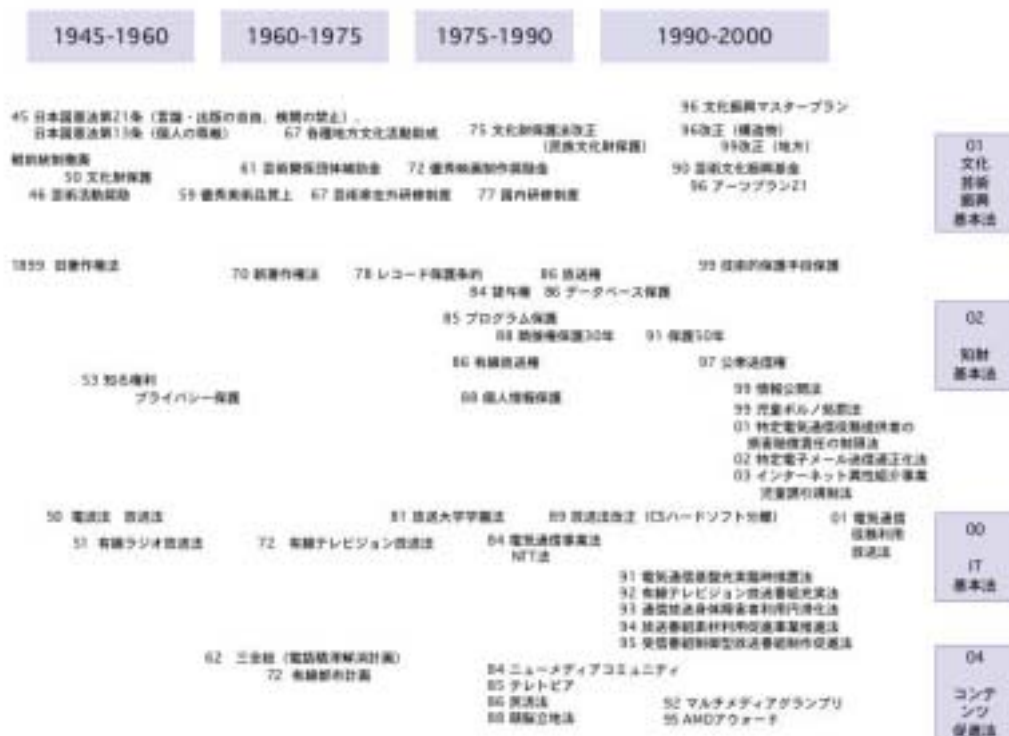 1945-1960 1960-1975 1975-1990 1990-2000
45 日本国憲法第21条（言論・出版の自由、検閲の禁止）、
日本国憲法第13条（個人の尊厳）
67 各種地方文化活動助成
75 文化財保護法改正
（民族文化財保護）
96 文化振興マスタープラン
96改正（構造物）
99改正（地方）
戦前統制撤廃
50 文化財保護
61 芸術関係団体補助金
72 優秀映画制作奨励金
90 芸術文化振興基金
96 アーツプラン21
46 芸術活動奨励
59 優秀美術品買上
67 芸術家在外研修制度
77 国内研修制度
01
文化
芸術
振興
基本法
1899 旧著作権法
70 新著作権法
78 レコード保護条約
86 放送権
99 技術的保護手段保護
84 貸与権 86 データベース保護
85 プログラム保護
88 隣接権保護30年
91 保護50年
02
知財
基本法
86 有線放送権
97 公衆送信権
53 知る権利
プライバシー保護
88 個人情報保護
99 情報公開法
99 児童ポルノ処罰法
01 特定電気通信役務提供者の
損害賠償責任の制限法
02 特定電子メール送信適正化法
03 インターネット異性紹介事業
児童誘引規制法
50 電波法 放送法
81 放送大学学園法
89 放送法改正（CSハードソフト分離）
01 電気通信
役務利用
放送法
51 有線ラジオ放送法
72 有線テレビジョン放送法
84 電気通信事業法
NTT法
00
IT
基本法
91 電気通信基盤充実臨時措置法
92 有線テレビジョン放送番組充実法
93 通信放送身体障害者利用円滑化法
94 放送番組素材利用促進事業推進法
95 受信番組制御型放送番組制作促進法
62 三金総（電話積滞解消計画）
72 有線都市計画
84 ニューメディアコミュニティ
85 テレトピア
86 民活法
88 頭脳立地法
92 マルチメディアグランプリ
95 AMDアウォード
04
コンテ
ンツ
促進法